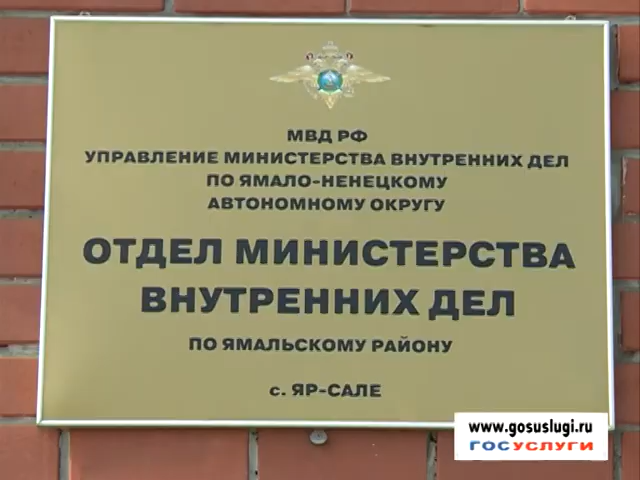 МВД РФ
УПРАВЛЕНИЕ МИНИСТЕРСТВА ВНУТРЕННИХ ДЕЛ
ПО ЯМАЛО-НЕНЕЦКОМУ
АВТОНОМНОМУ ОКРУГУ
ОТДЕЛ МИНИСТЕРСТВА
ВНУТРЕННИХ ДЕЛ
ПО ЯМАЛЬСКОМУ РАЙОНУ
с. ЯР-САЛЕ
www.gosuslugi.ru
ГОСУСЛУГИ